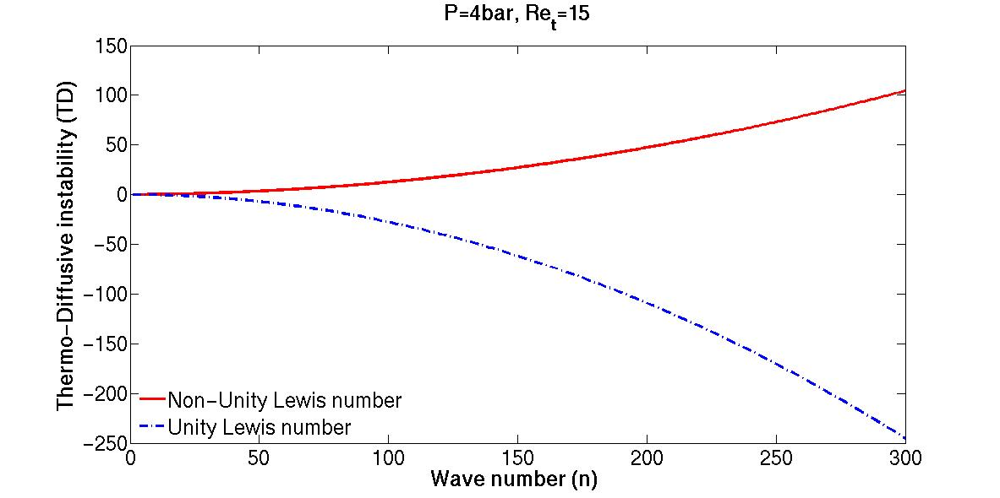 P=4bar, Re_t=15
150
100
50
0
−50
−100
−150
−200
−250
Thermo−Diffusive instability (TD)
Non−Unity Lewis number
Unity Lewis number
0 50 100 150 200 250 300
Wave number (n)